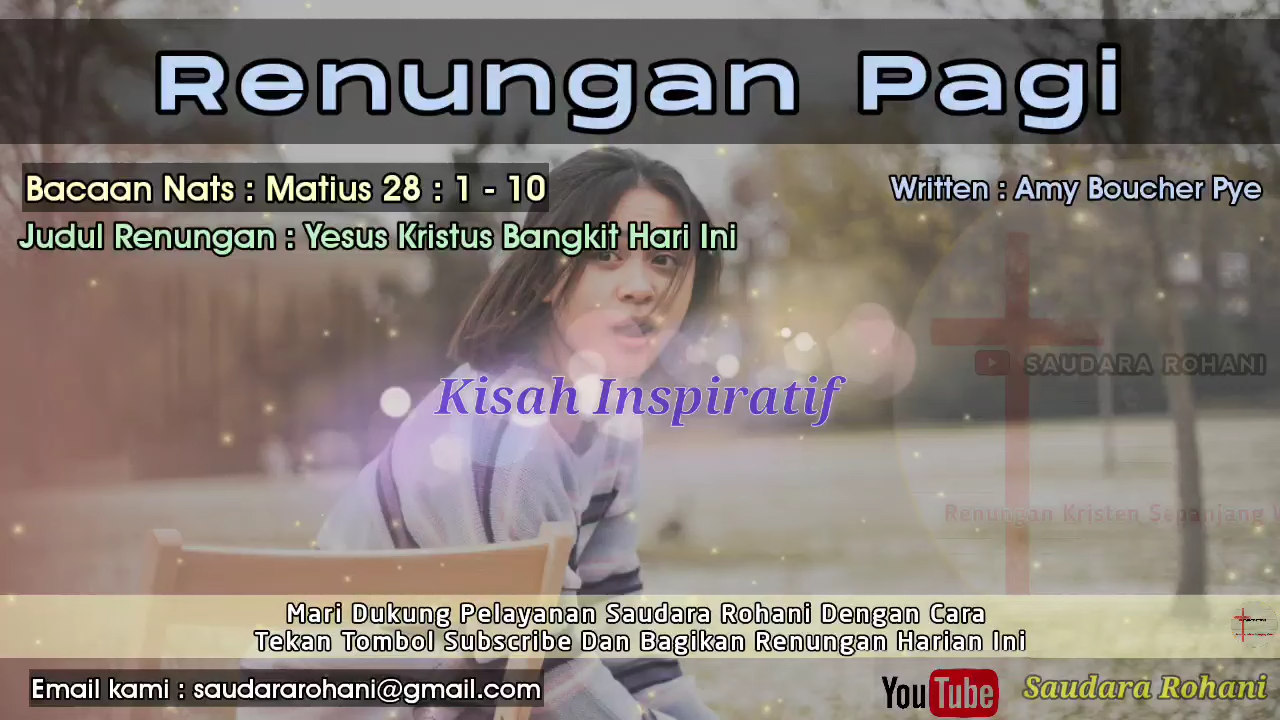 Renungan Pagi
Bacaan Nats : Matius 28 : 1 - 10
Written : Amy Boucher Pye
Judul Renungan : Yesus Kristus Bangkit Hari Ini
SAUDARA ROHANI
Kisah Inspiratif
Renungan Kristen Sepanjang
Mari Dukung Pelayanan Saudara Rohani Dengan Cara
Tekan Tombol Subscribe Dan Bagikan Renungan Harian Ini
Email kami : saudararohani@gmail.com
YouTube
Saudara Rohani